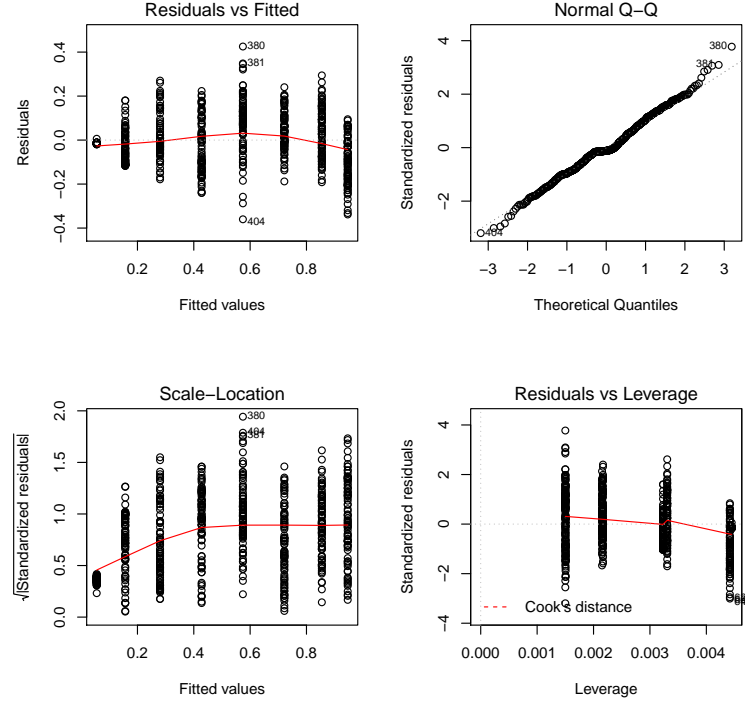 Residuals vs Fitted
Residuals
−0.4 −0.2 0.0 0.2 0.4
0.2 0.4 0.6 0.8
Fitted values
380
381
404
Normal Q−Q
Standardized residuals
−2 0 2 4
−3 −2 −1 0 1 2 3
Theoretical Quantiles
380
381
404
Scale−Location
√|Standardized residuals|
0.0 0.5 1.0 1.5 2.0
0.2 0.4 0.6 0.8
Fitted values
380
404
381
Residuals vs Leverage
Standardized residuals
−4 −2 0 2 4
0.000 0.001 0.002 0.003 0.004
Leverage
Cook's distance